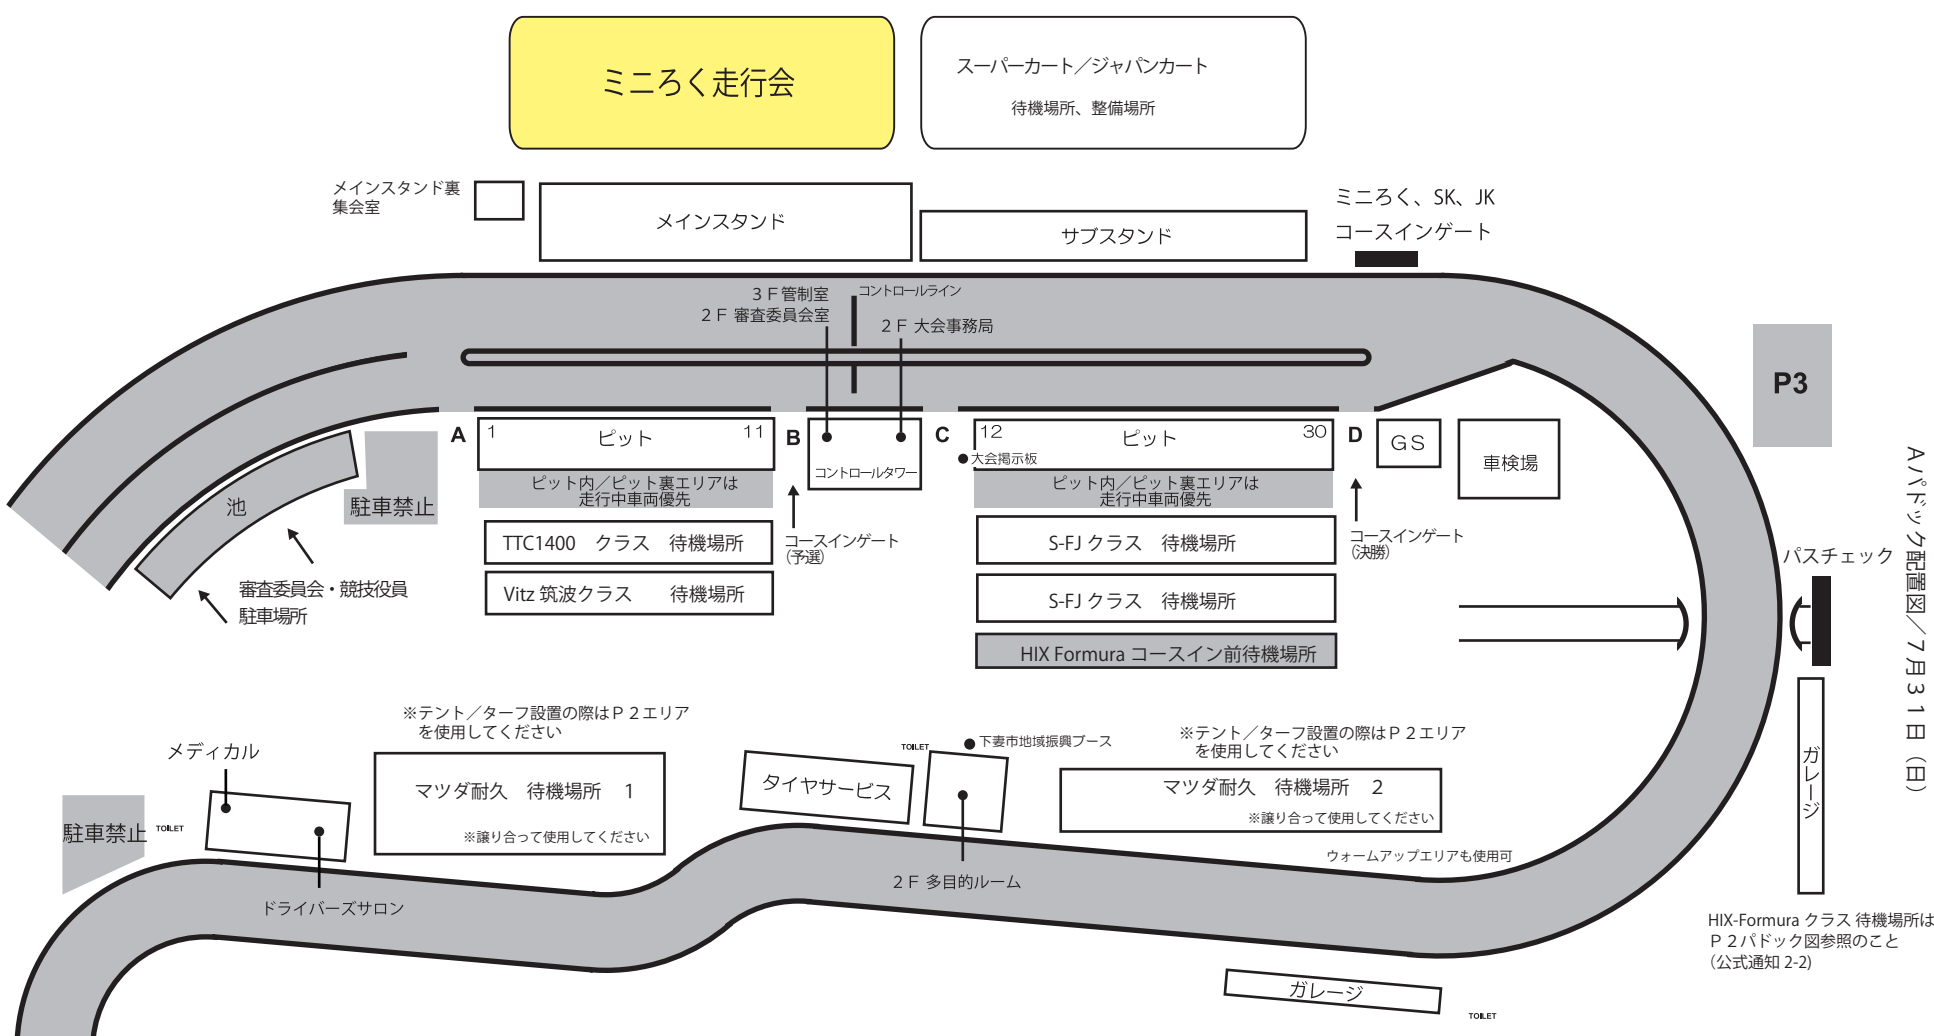 ミニろく走行会
スーパーカート／ジャパンカート
待機場所、整備場所
メインスタンド裏
集会室
メインスタンド
サブスタンド
ミニろく、SK、JK
コースインゲート
３Ｆ管制室
２Ｆ 審査委員会室
コントロールライン
２Ｆ 大会事務局
P3
A
1
ピット
11
B
コントロールタワー
C
12
ピット
30
D
GS
車検場
大会掲示板
ピット内／ピット裏エリアは
走行中車両優先
ピット内／ピット裏エリアは
走行中車両優先
池
駐車禁止
TTC1400　クラス　待機場所
コースインゲート
(予選)
S-FJ クラス　待機場所
コースインゲート
(決勝)
パスチェック
Vitz 筑波クラス　　待機場所
S-FJ クラス　待機場所
審査委員会・競技役員
駐車場所
HIX Formura コースイン前待機場所
Ａパドック配置図／７月３１日（日）
※テント／ターフ設置の際はＰ２エリア
を使用してください
メディカル
マツダ耐久　待機場所　1
※譲り合って使用してください
駐車禁止
TOILET
ドライバーズサロン
タイヤサービス
TOILET
下妻市地域振興ブース
２Ｆ 多目的ルーム
※テント／ターフ設置の際はＰ２エリア
を使用してください
マツダ耐久　待機場所　2
※譲り合って使用してください
ウォームアップエリアも使用可
ガレージ
HIX-Formura クラス 待機場所は
Ｐ２パドック図参照のこと
(公式通知 2-2)
ガレージ
TOILET